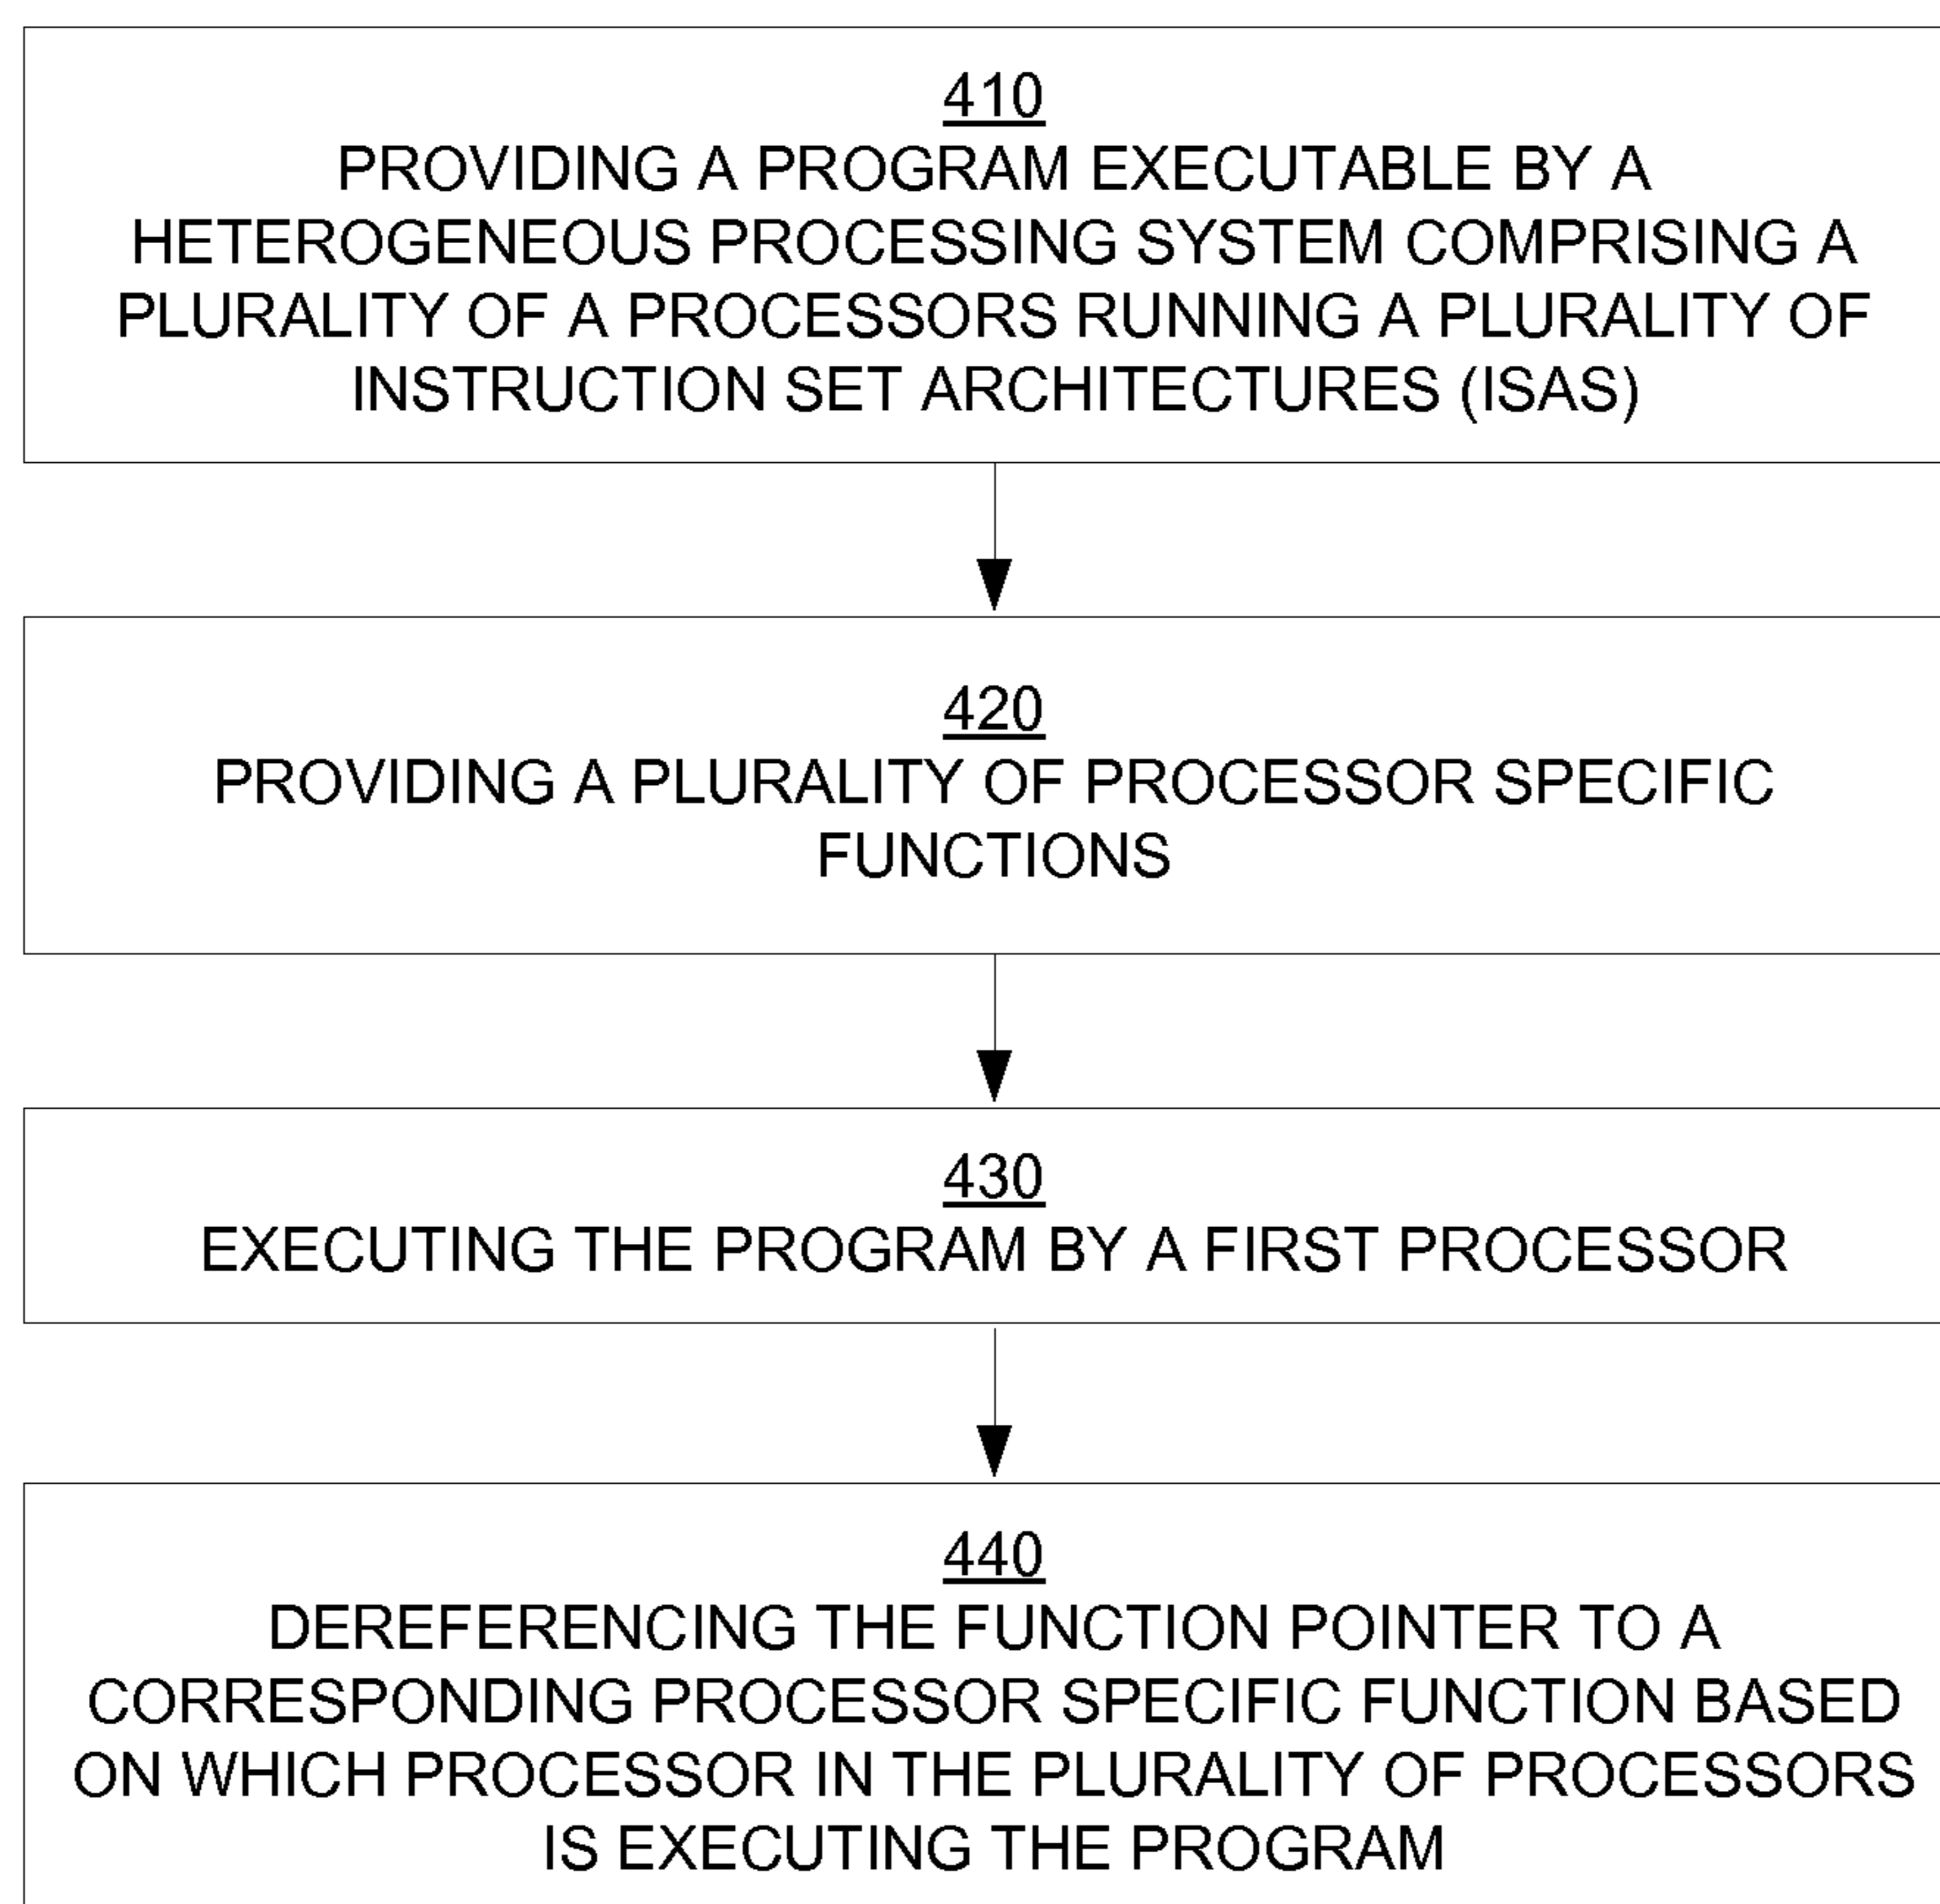 410
PROVIDING A PROGRAM EXECUTABLE BY A
HETEROGENEOUS PROCESSING SYSTEM COMPRISING A
PLURALITY OF A PROCESSORS RUNNING A PLURALITY OF
INSTRUCTION SET ARCHITECTURES (ISAS)
420
PROVIDING A PLURALITY OF PROCESSOR SPECIFIC
FUNCTIONS
430
EXECUTING THE PROGRAM BY A FIRST PROCESSOR
440
DEREFERENCING THE FUNCTION POINTER TO A
CORRESPONDING PROCESSOR SPECIFIC FUNCTION BASED
ON WHICH PROCESSOR IN THE PLURALITY OF PROCESSORS
IS EXECUTING THE PROGRAM